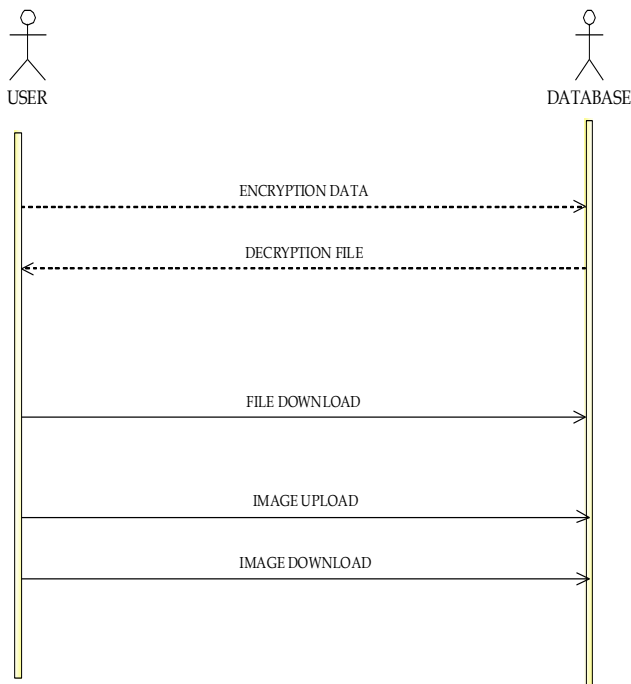 USER
DATABASE
ENCRYPTION DATA
DECRYPTION FILE
FILE DOWNLOAD
IMAGE UPLOAD
IMAGE DOWNLOAD